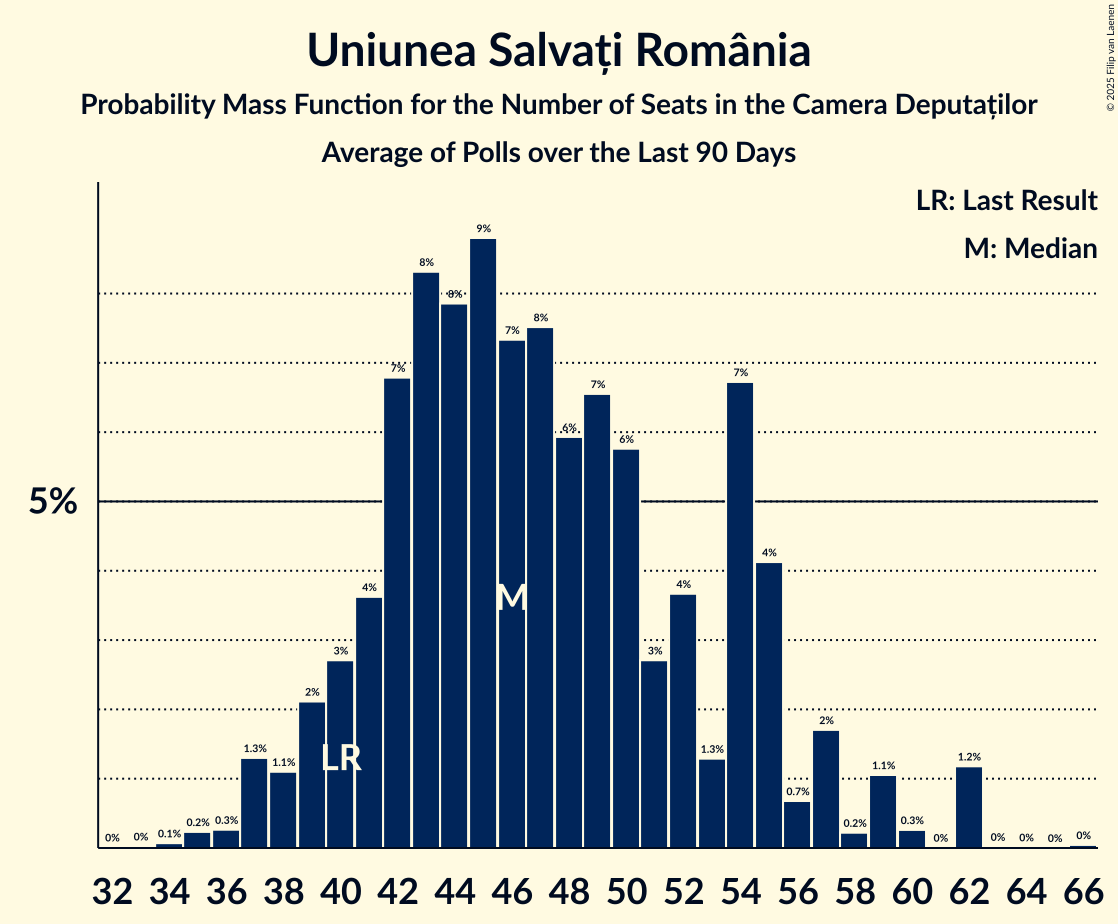 Uniunea Salvați România
Probability Mass Function for the Number of Seats in the Camera Deputaților
Average of Polls over the Last 90 Days
© 2025 Filip van Laenen
LR: Last Result
M: Median
5%
0% 0% 0.1% 0.2% 0.3% 1.3% 1.1% 2% 3% 4% 7% 8% 8% 9% 7% 8% 6% 7% 6% 3% 4% 1.3% 7% 4% 0.7% 2% 0.2% 1.1% 0.3% 0% 1.2% 0% 0% 0% 0%
M
LR
32 34 36 38 40 42 44 46 48 50 52 54 56 58 60 62 64 66